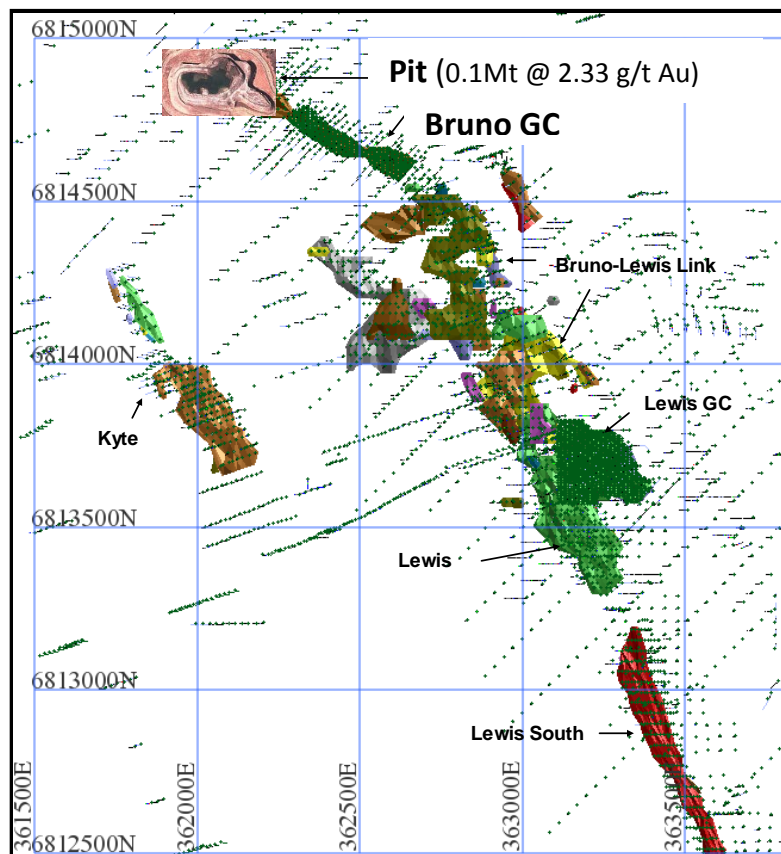 6815000N
Pit (0.1Mt @ 2.33 g/t Au)
Bruno GC
6814500N
Bruno-Lewis Link
6814000N
Lewis GC
Kyte
6813500N
Lewis
6813000N
Lewis South
6812500N
361500E
362000E
362500E
363000E
363500E